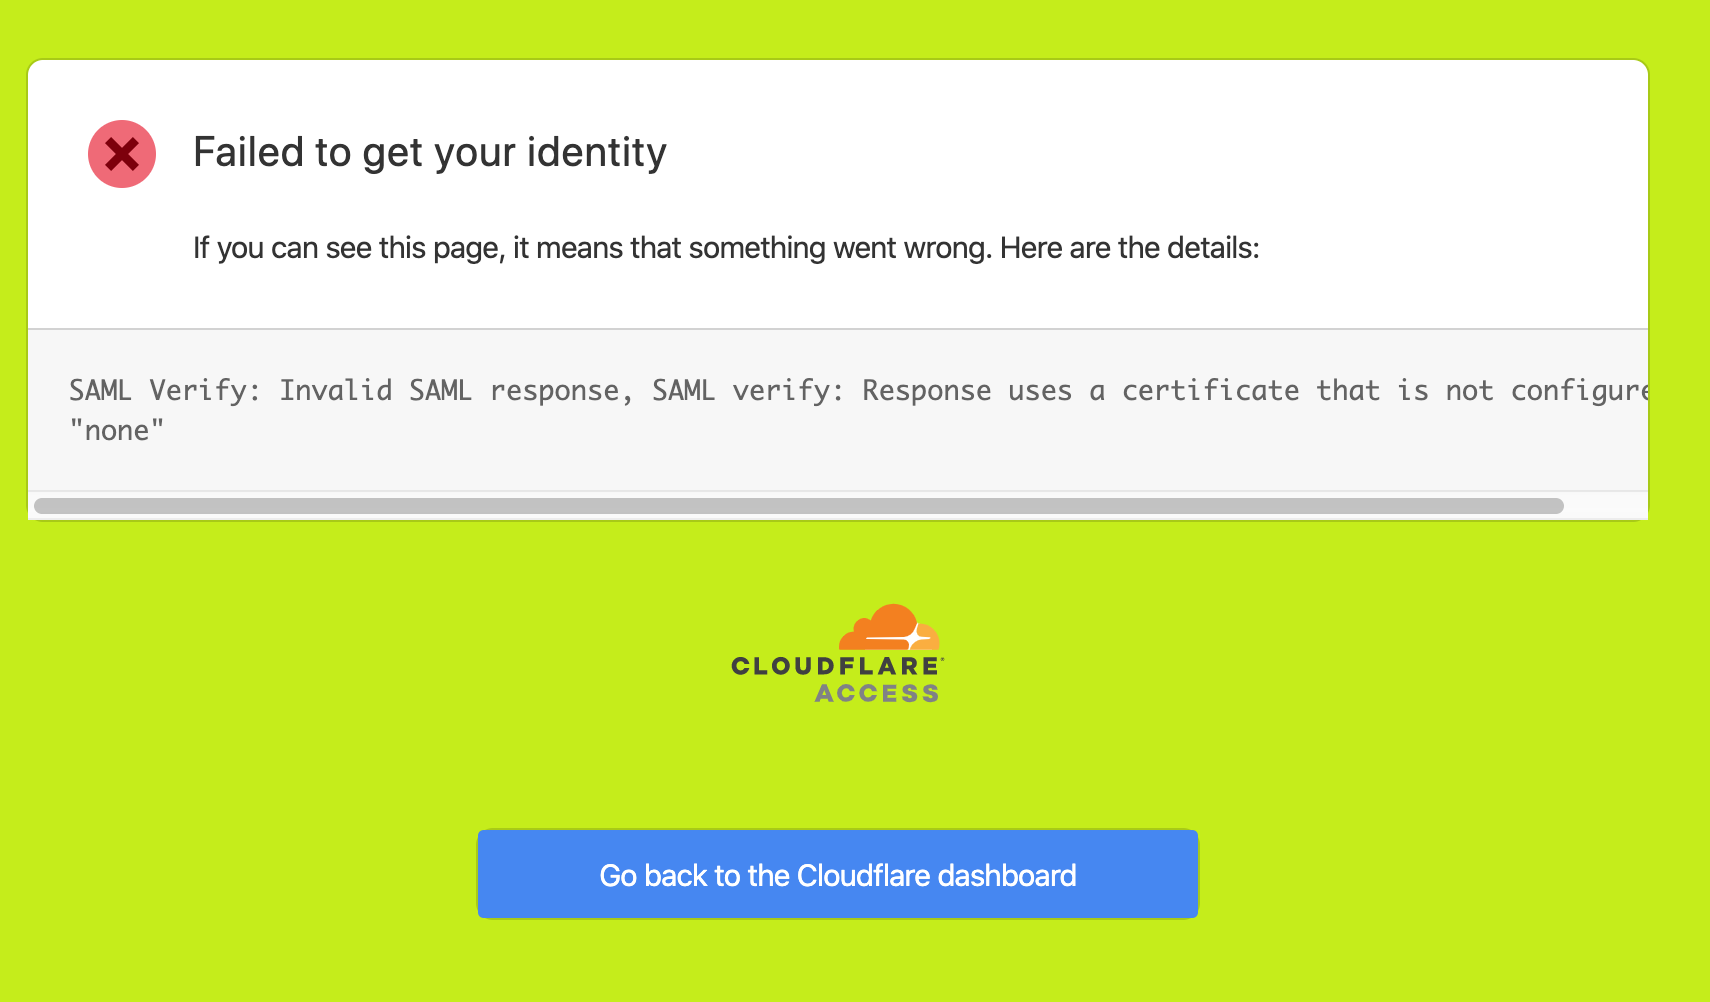 Failed to get your identity
If you can see this page, it means that something went wrong. Here are the details:
SAML Verify: Invalid SAML response, SAML verify: Response uses a certificate that is not configure
"none"
CLOUDFLARE
ACCESS
Go back to the Cloudflare dashboard